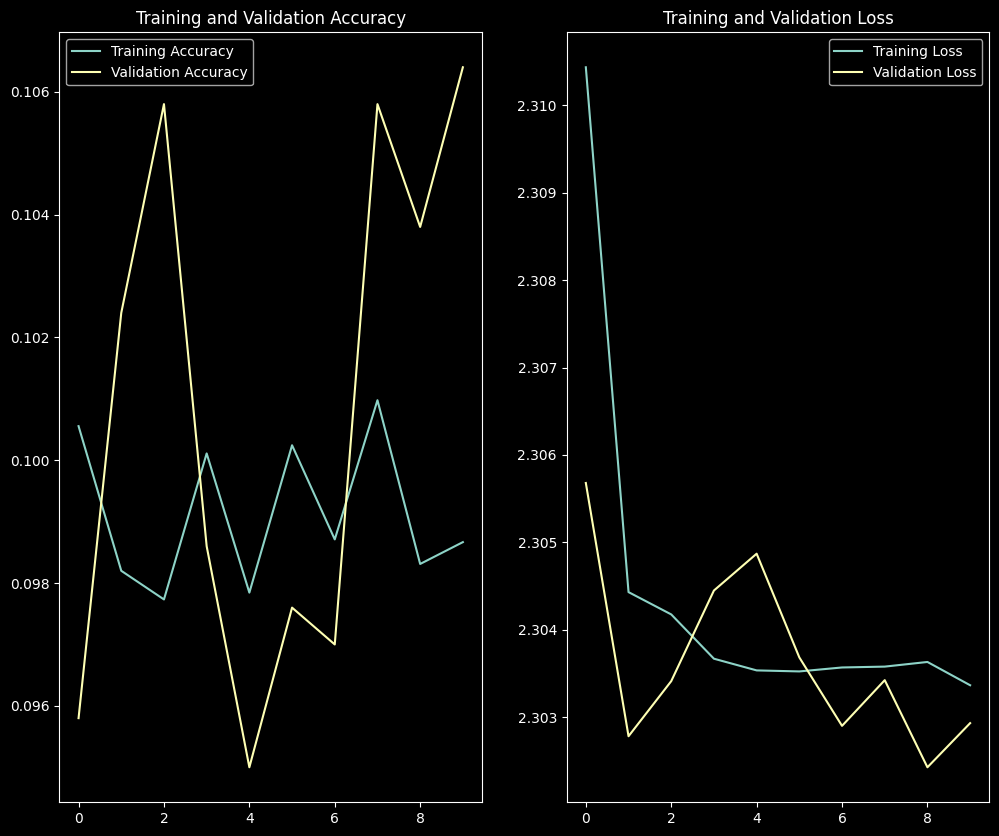 Training and Validation Accuracy
Training Accuracy
Validation Accuracy
0.106
0.104
0.102
0.100
0.098
0.096
0 2 4 6 8
Training and Validation Loss
Training Loss
Validation Loss
2.310
2.309
2.308
2.307
2.306
2.305
2.304
2.303
0 2 4 6 8